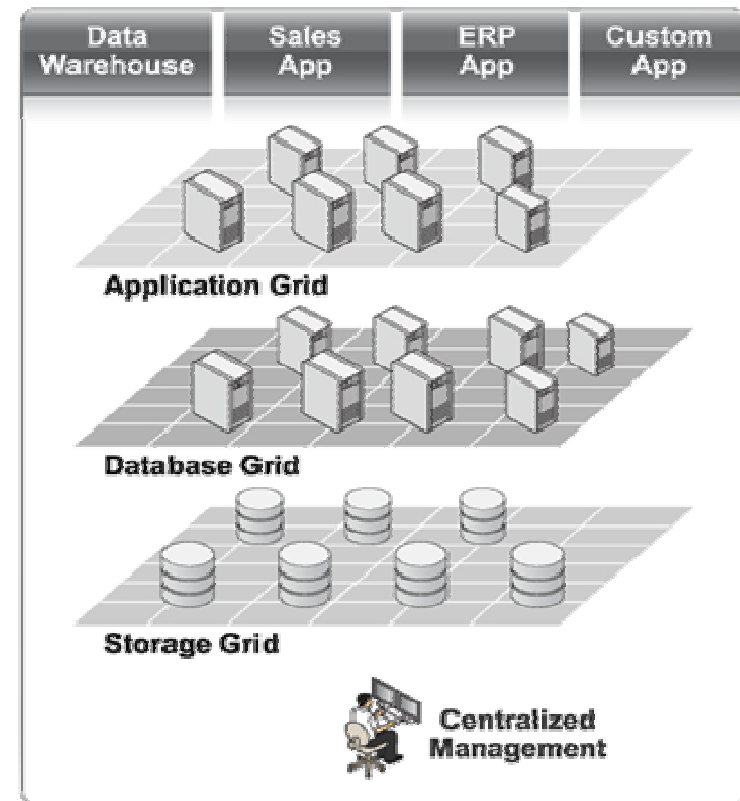 Data
Warehouse
Sales
App
ERP
App
Custom
App
Application Grid
Database Grid
Storage Grid
Centralized
Management